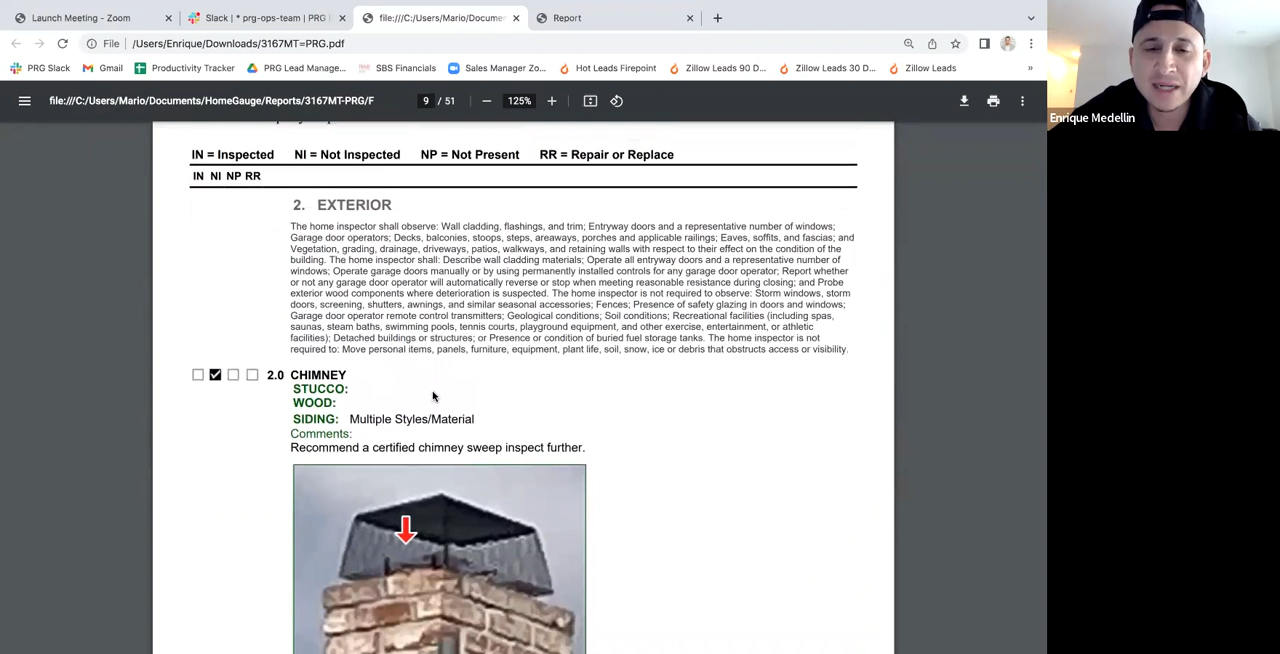 Launch Meeting - Zoom
Slack | * prg-ops-team | PRG
file:///C:/Users/Mario/Documen
Report
File
/Users/Enrique/Downloads/3167MT=PRG.pdf
PRG Slack
Gmail
Productivity Tracker
PRG Lead Manage...
SBS Financials
Sales Manager Zo...
Hot Leads Firepoint
Zillow Leads 90 D...
Zillow Leads 30 D...
Zillow Leads
»
file:///C:/Users/Mario/Documents/HomeGauge/Reports/3167MT-PRG/F
9 / 51
125%
Enrique Medellin
IN = Inspected NI = Not Inspected NP = Not Present RR = Repair or Replace
IN NI NP RR
2. EXTERIOR
The home inspector shall observe: Wall cladding, flashings, and trim; Entryway doors and a representative number of windows;
Garage door operators; Decks, balconies, stoops, steps, areaways, porches and applicable railings; Eaves, soffits, and fascias; and
Vegetation, grading, drainage, driveways, patios, walkways, and retaining walls with respect to their effect on the condition of the
building. The home inspector shall: Describe wall cladding materials; Operate all entryway doors and a representative number of
windows; Operate garage doors manually or by using permanently installed controls for any garage door operator; Report whether
or not any garage door operator will automatically reverse or stop when meeting reasonable resistance during closing; and Probe
exterior wood components where deterioration is suspected. The home inspector is not required to observe: Storm windows, storm
doors, screening, shutters, awnings, and similar seasonal accessories; Fences; Presence of safety glazing in doors and windows;
Garage door operator remote control transmitters; Geological conditions; Soil conditions; Recreational facilities (including spas,
saunas, steam baths, swimming pools, tennis courts, playground equipment, and other exercise, entertainment, or athletic
facilities); Detached buildings or structures; or Presence or condition of buried fuel storage tanks. The home inspector is not
required to: Move personal items, panels, furniture, equipment, plant life, soil, snow, ice or debris that obstructs access or visibility.
2.0 CHIMNEY
STUCCO:
WOOD:
SIDING: Multiple Styles/Material
Comments:
Recommend a certified chimney sweep inspect further.